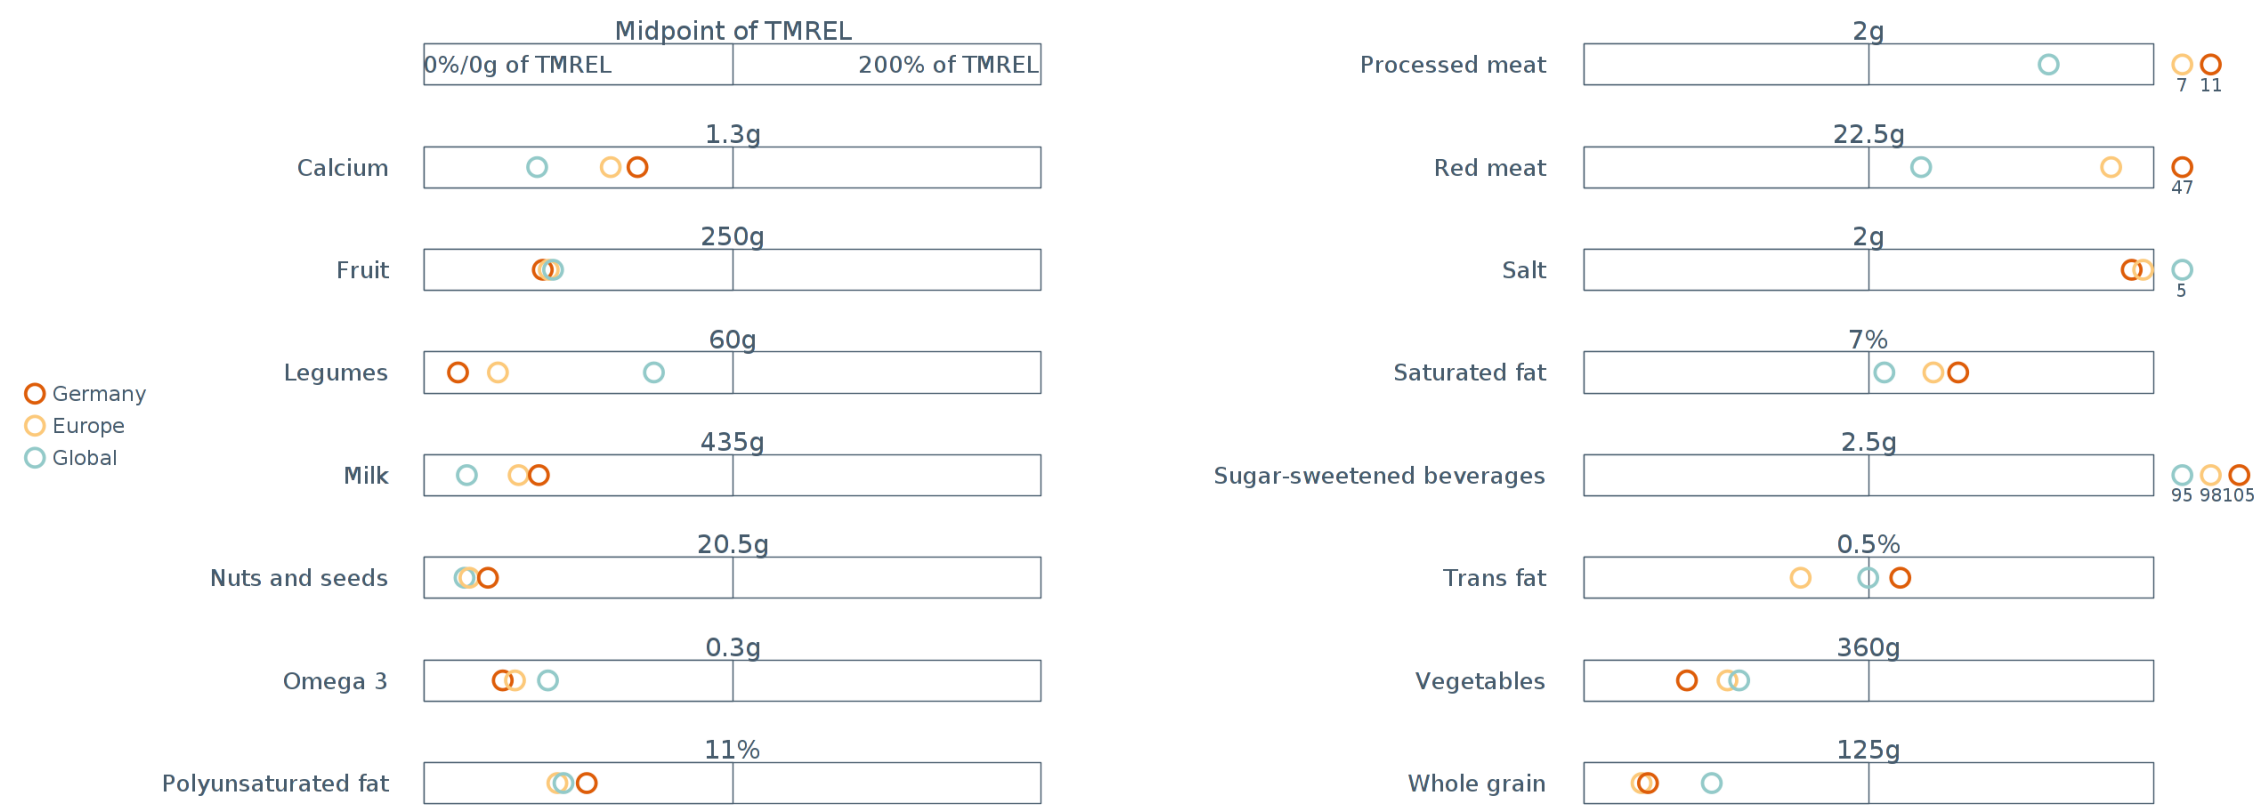 Midpoint of TMREL
0%/0g of TMREL 200% of TMREL
Calcium 1.3g
Fruit 250g
Legumes 60g
Milk 435g
Nuts and seeds 20.5g
Omega 3 0.3g
Polyunsaturated fat 11%
Germany
Europe
Global
Processed meat 2g
7 11
Red meat 22.5g
47
Salt 2g
5
Saturated fat 7%
Sugar-sweetened beverages 2.5g
95 98 105
Trans fat 0.5%
Vegetables 360g
Whole grain 125g